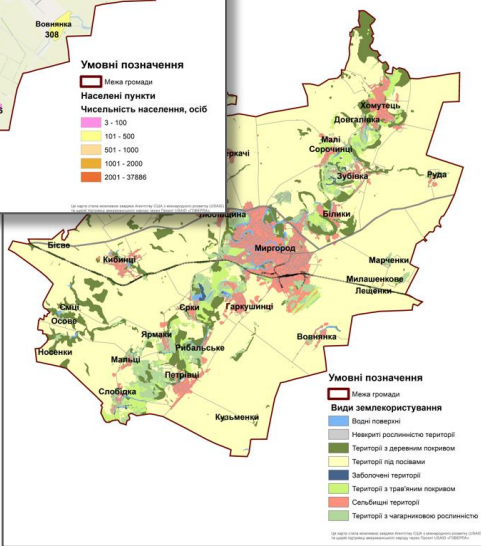 Вовнянка
308
Умовні позначення
Межа громади
Населені пункти
Чисельність населення, осіб
3 - 100
101 - 500
501 - 1000
1001 - 2000
2001 - 37886
Хомутець
Довгалівка
Малі
Сорочинці
Зубівка
Руда
Білики
Миргород
Бієве
Кибинці
Марченки
Милашенкове
Лещенки
Ємці
Осове
Єрки
Гаркушинці
Вовнянка
Ярмаки
Рибальське
Носенки
Мальці
Петрівці
Слобідка
Кузьменки
Умовні позначення
Межа громади
Види землекористування
Водні поверхні
Невкриті рослинністю території
Території з деревним покривом
Території під посівами
Заболочені території
Території з трав'яним покривом
Сельбищні території
Території з чагарниковою рослинністю